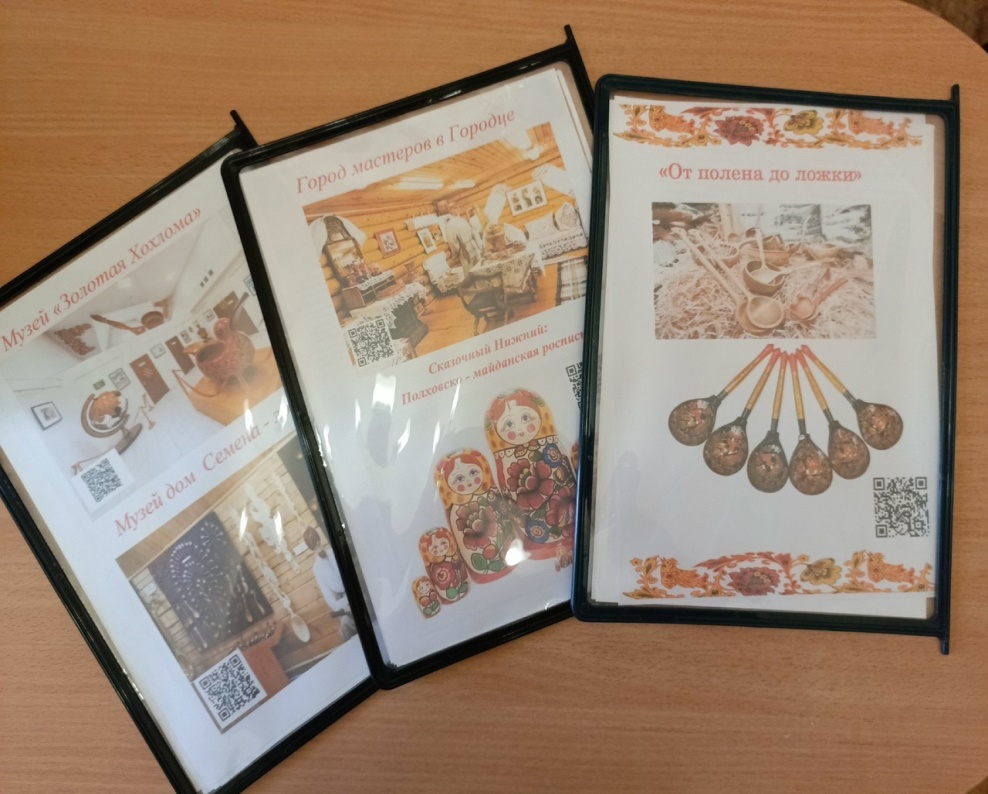 Музей «Золотая Хохлома»
Музей дом Семена -
Город мастеров в Городце
Сказочный Нижний:
Полховско - майданская роспись
«От полена до ложки»